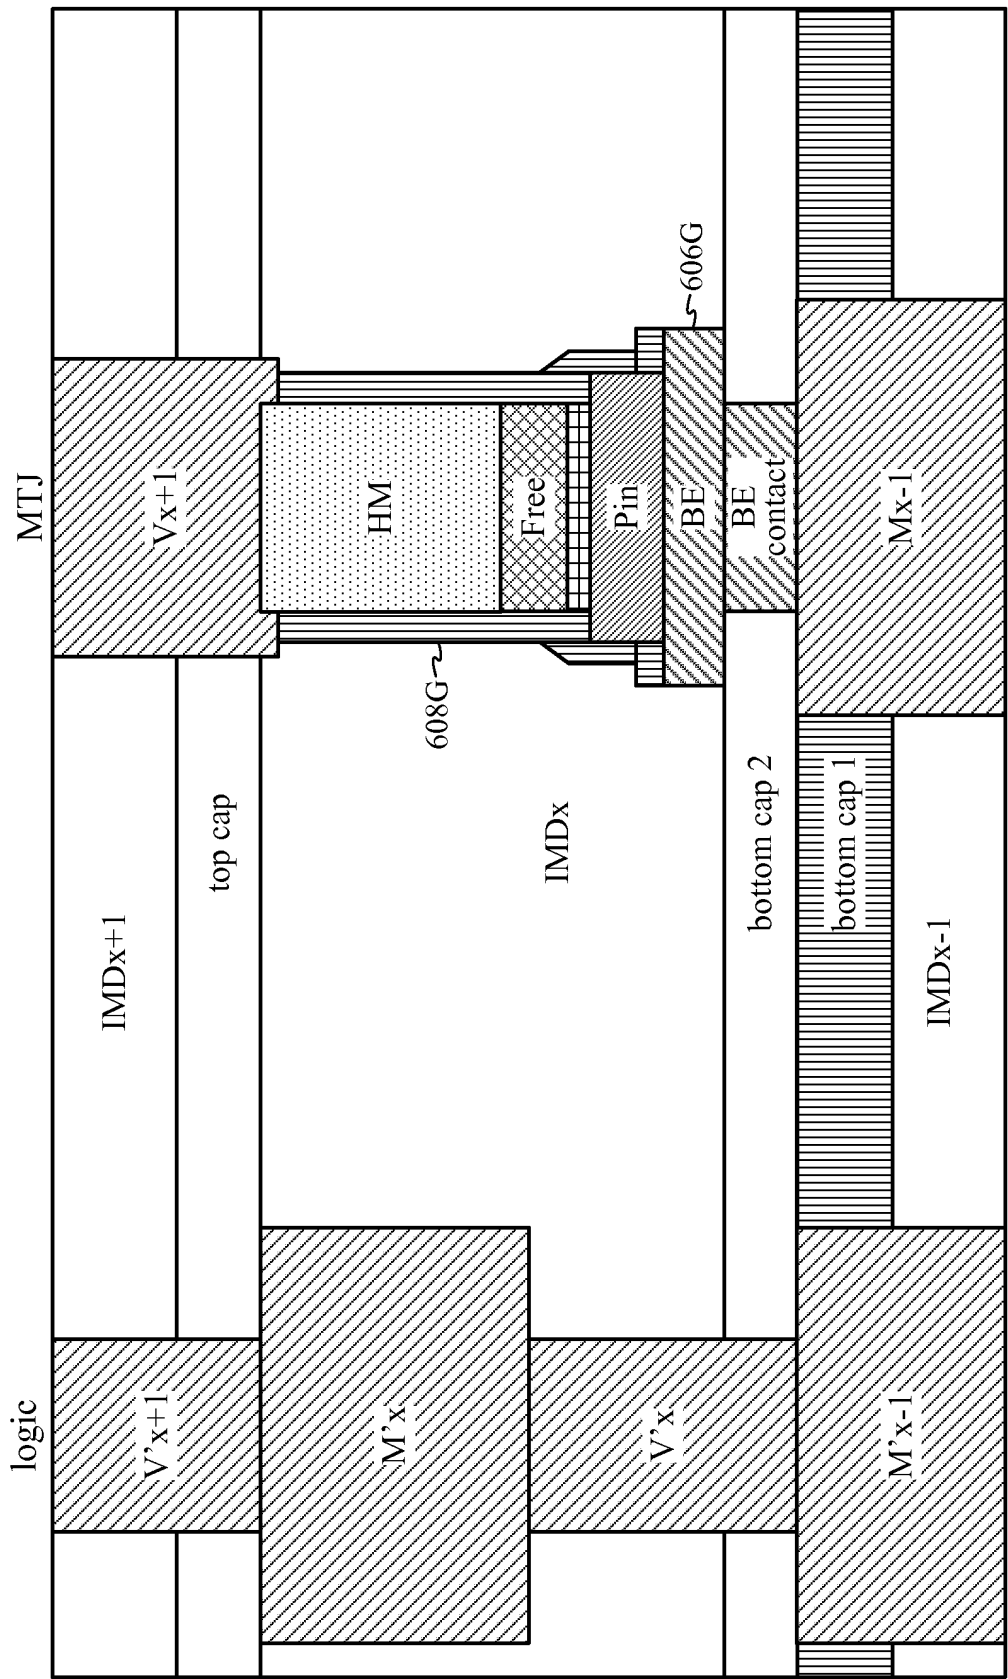 logic
MTJ
V'x+1
IMDx+1
Vx+1
top cap
M'x
HM
608G
IMDx
Free
V'x
Pin
606G
BE
bottom cap 2
BE
contact
bottom cap 1
M'x-1
IMDx-1
Mx-1